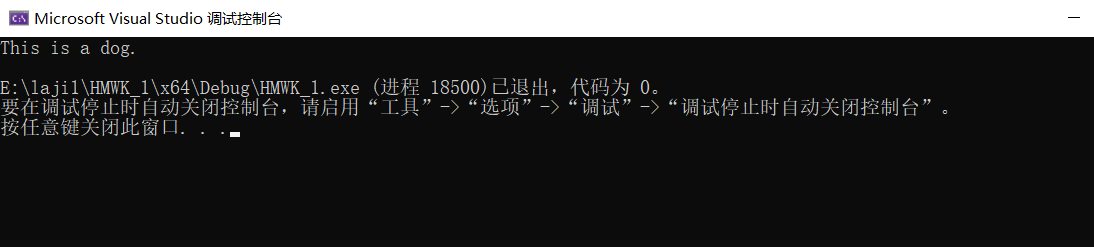 Microsoft Visual Studio 调试控制台
This is a dog.
E:\laji1\HMWK_1\x64\Debug\HMWK_1.exe (进程 18500)已退出，代码为 0。
要在调试停止时自动关闭控制台，请启用“工具”->“选项”->“调试”->“调试停止时自动关闭控制台”。
按任意键关闭此窗口. . .